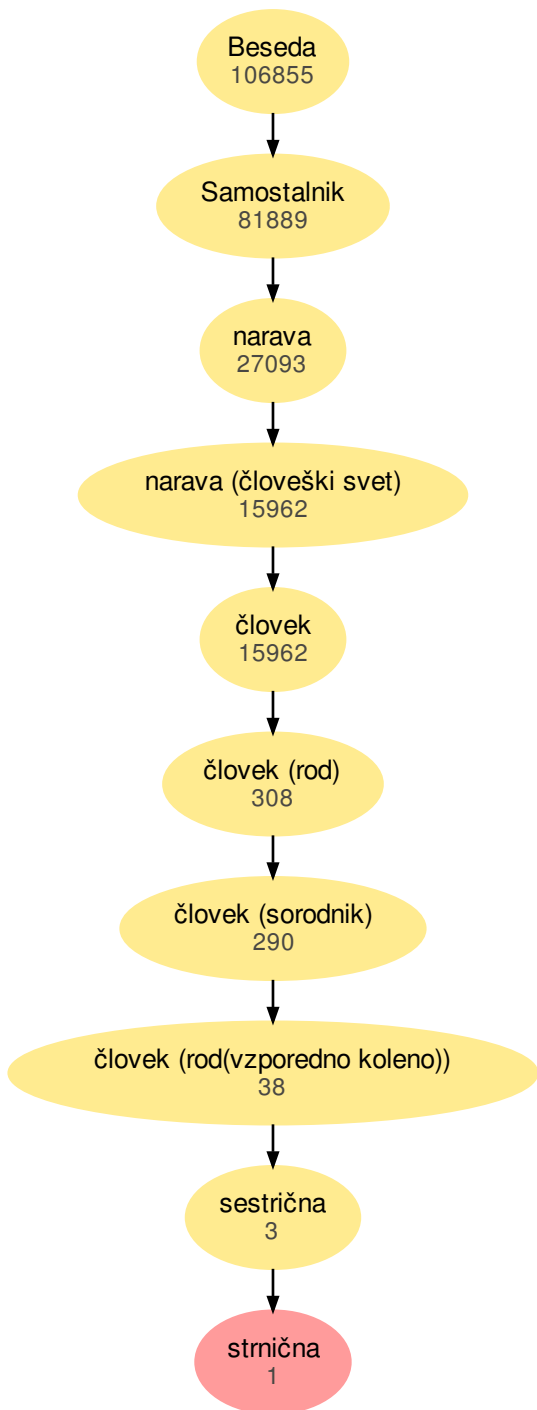 Beseda
106855
Samostalnik
81889
narava
27093
narava (človeški svet)
15962
človek
15962
človek (rod)
308
človek (sorodnik)
290
človek (rod(vzporedno koleno))
38
sestrična
3
strnična
1